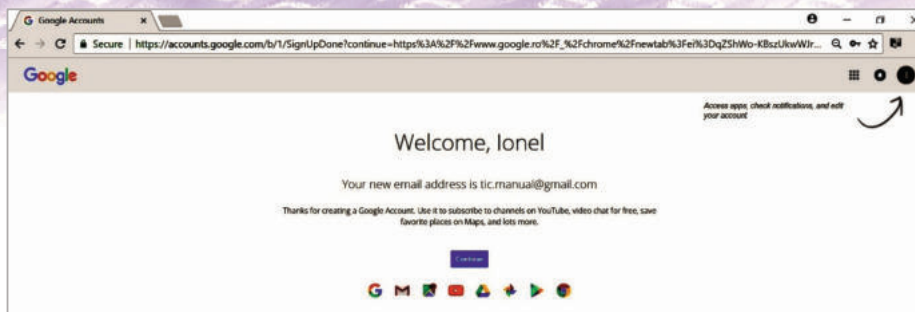 Google Accounts
Secure | https://accounts.google.com/b/1/SignUpDone?continue=https%3A%2F%2Fwww.google.ro%2F_%2Fchrome%2Fnewtab%3Fei%3DqZShWo-KBszUkwWJr...
Google
Access apps, check notifications, and edit
your account
Welcome, Ionel
Your new email address is tic.manual@gmail.com
Thanks for creating a Google Account. Use it to subscribe to channels on YouTube, video chat for free, save
favorite places on Maps, and lots more.
Continue